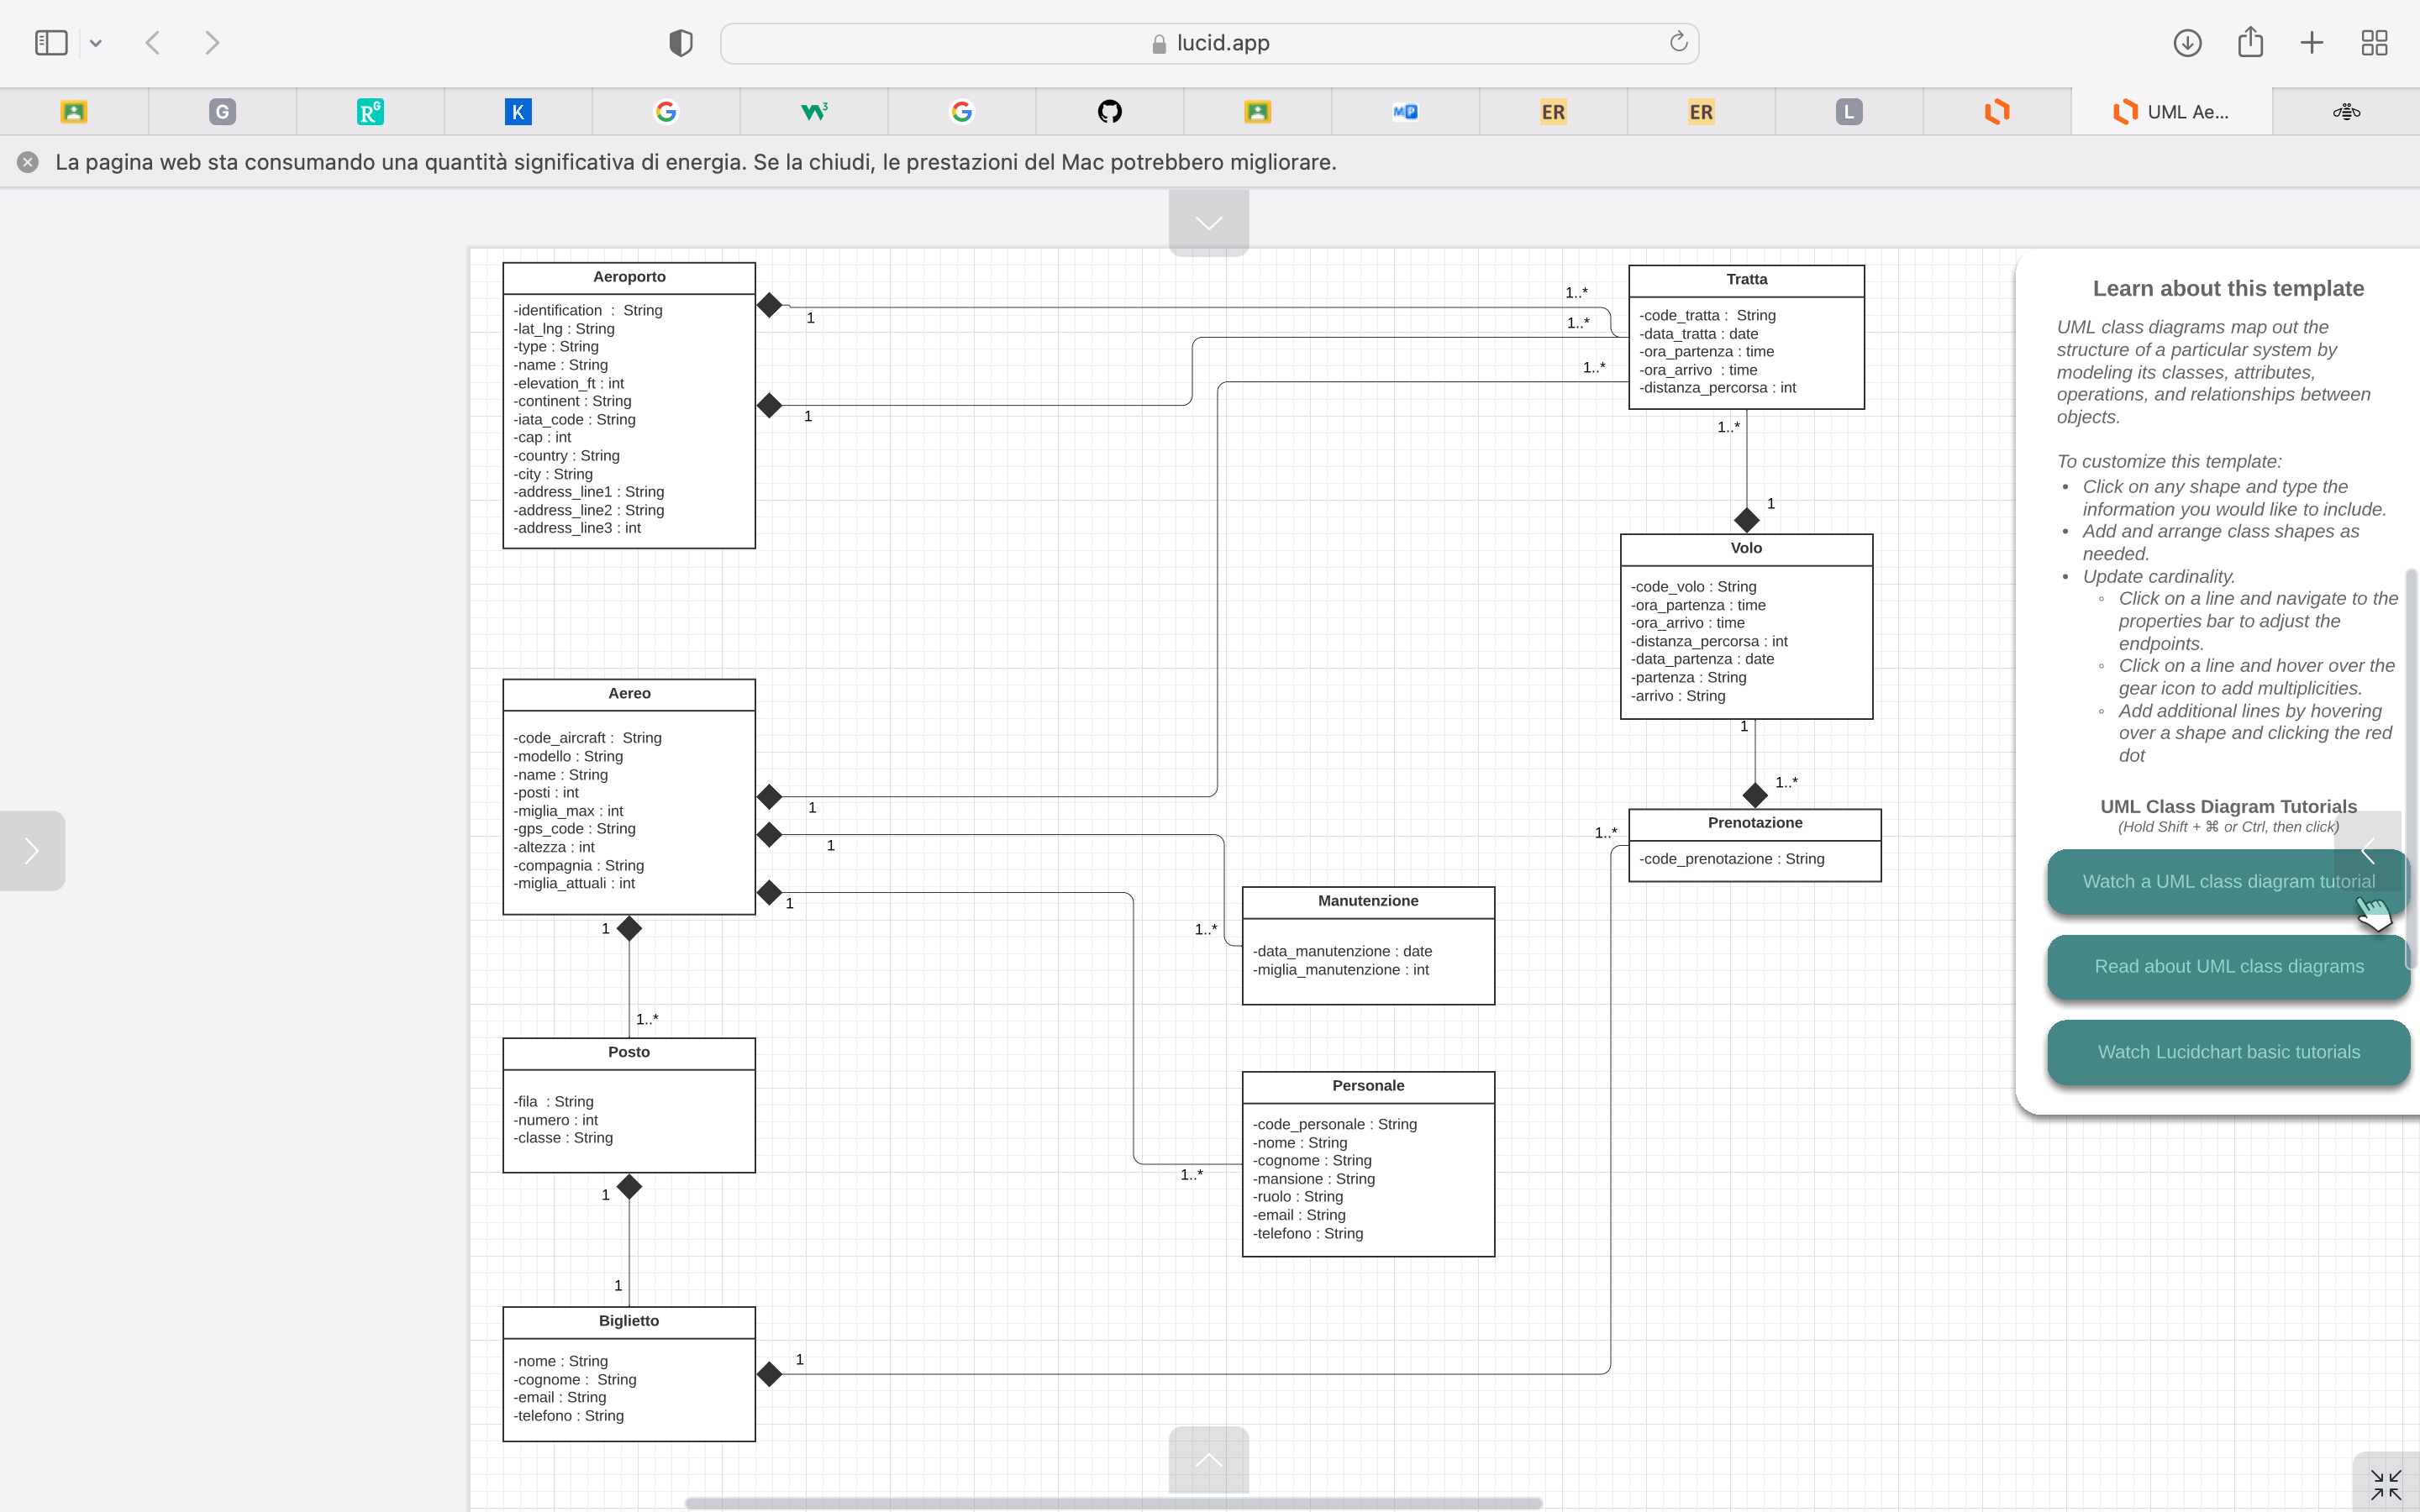 lucid.app
G
RG
K
G
W3
G
MP
ER
ER
L
UML Ae...
La pagina web sta consumando una quantità significativa di energia. Se la chiudi, le prestazioni del Mac potrebbero migliorare.
Aeroporto
-identification : String
-lat_lng : String
-type : String
-name : String
-elevation_ft : int
-continent : String
-iata_code : String
-cap : int
-country : String
-city : String
-address_line1 : String
-address_line2 : String
-address_line3 : int
1
1..*
1
1..*
1..*
Tratta
-code_tratta : String
-data_tratta : date
-ora_partenza : time
-ora_arrivo : time
-distanza_percorsa : int
1..*
1
Volo
-code_volo : String
-ora_partenza : time
-ora_arrivo : time
-distanza_percorsa : int
-data_partenza : date
-partenza : String
-arrivo : String
1
1..*
Prenotazione
-code_prenotazione : String
1..*
Aereo
-code_aircraft : String
-modello : String
-name : String
-posti : int
-miglia_max : int
-gps_code : String
-altezza : int
-compagnia : String
-miglia_attuali : int
1
1
1
1
1..*
1..*
1..*
Manutenzione
-data_manutenzione : date
-miglia_manutenzione : int
Personale
-code_personale : String
-nome : String
-cognome : String
-mansione : String
-ruolo : String
-email : String
-telefono : String
Posto
-fila : String
-numero : int
-classe : String
1
1
Biglietto
-nome : String
-cognome : String
-email : String
-telefono : String
1
Learn about this template
UML class diagrams map out the
structure of a particular system by
modeling its classes, attributes,
operations, and relationships between
objects.
To customize this template:
• Click on any shape and type the
information you would like to include.
• Add and arrange class shapes as
needed.
• Update cardinality.
◦ Click on a line and navigate to the
properties bar to adjust the
endpoints.
◦ Click on a line and hover over the
gear icon to add multiplicities.
◦ Add additional lines by hovering
over a shape and clicking the red
dot
UML Class Diagram Tutorials
(Hold Shift + ⌘ or Ctrl, then click)
Watch a UML class diagram tutorial
Read about UML class diagrams
Watch Lucidchart basic tutorials